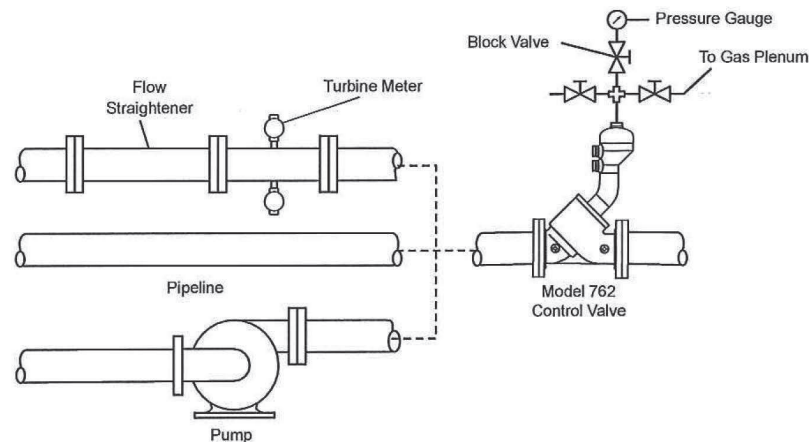 Pressure Gauge
Block Valve
To Gas Plenum
Flow
Straightener
Turbine Meter
Pipeline
Model 762
Control Valve
Pump